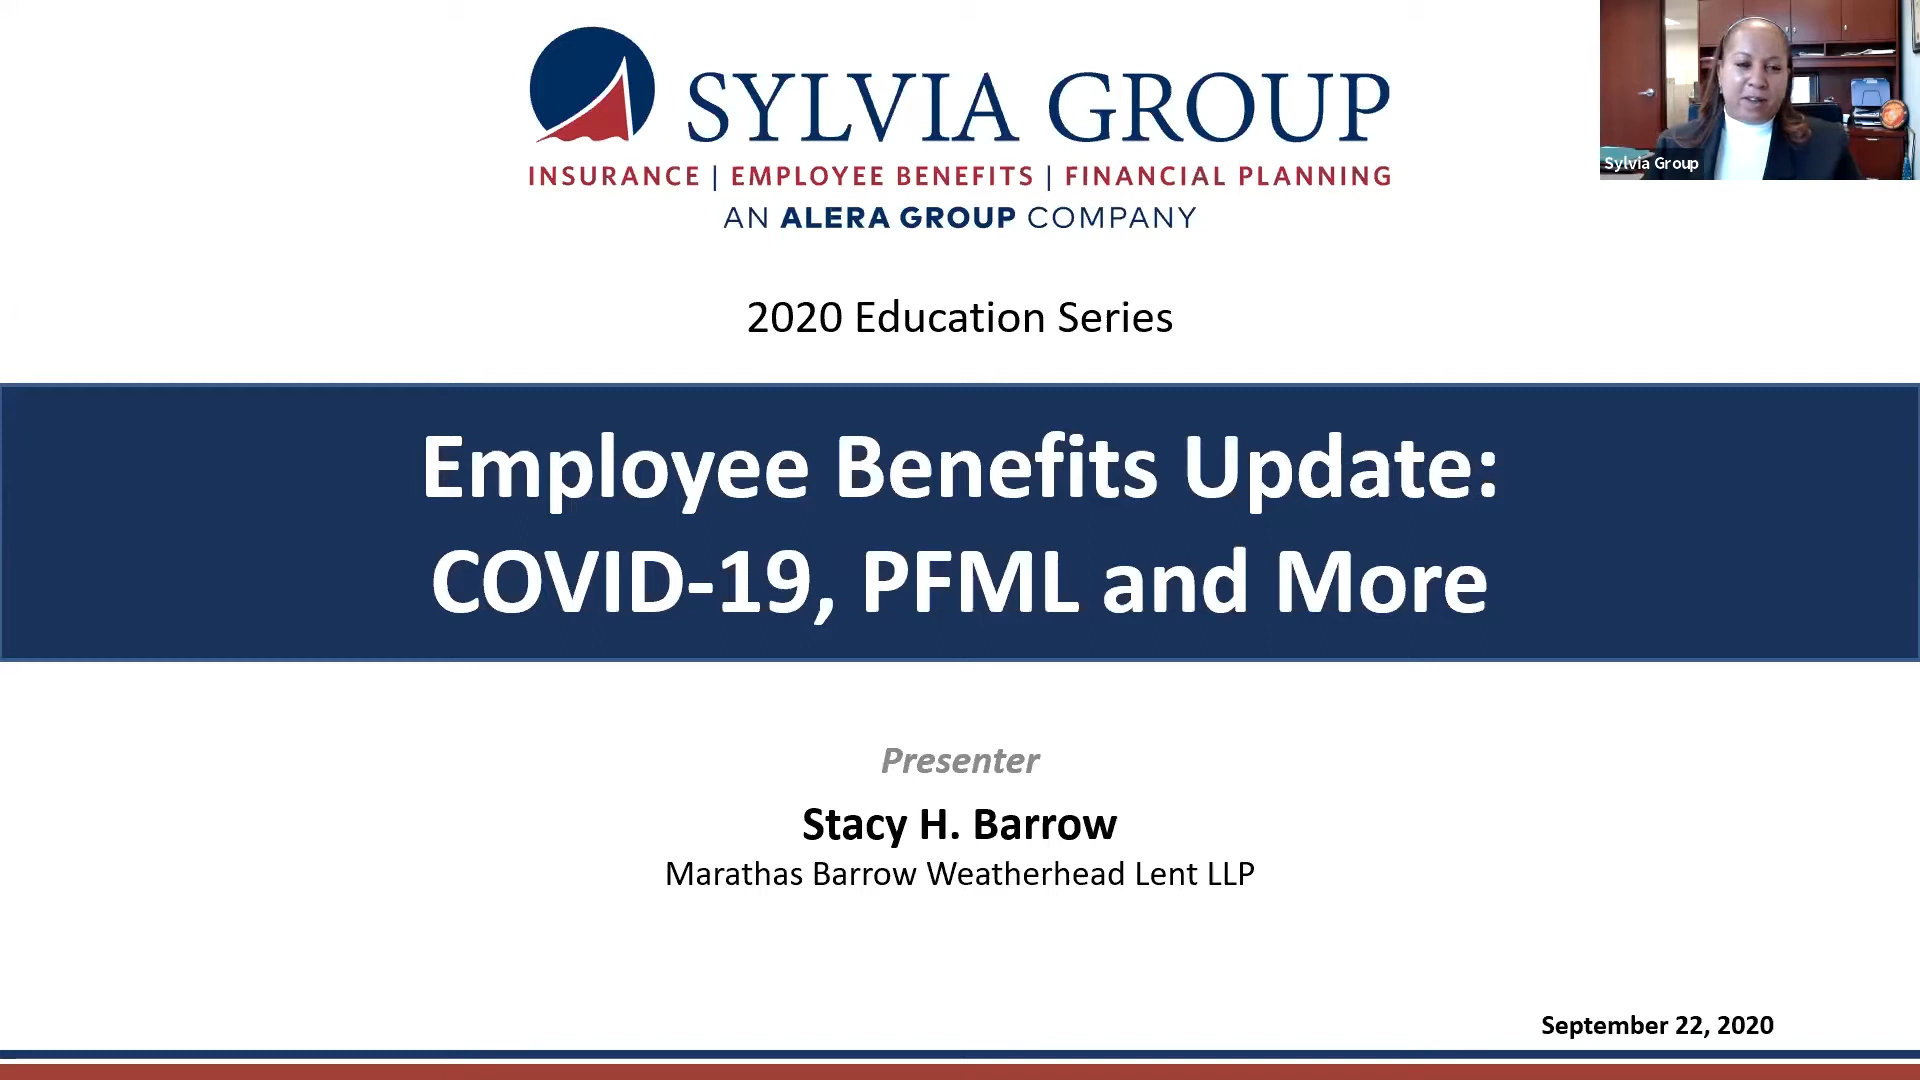 SYLVIA GROUP
INSURANCE | EMPLOYEE BENEFITS | FINANCIAL PLANNING
AN ALERA GROUP COMPANY
Sylvia Group
2020 Education Series
Employee Benefits Update:
COVID-19, PFML and More
Presenter
Stacy H. Barrow
Marathas Barrow Weatherhead Lent LLP
September 22, 2020